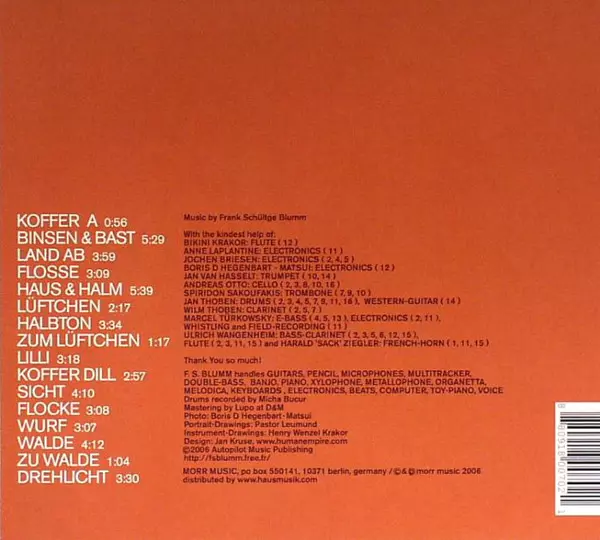 KOFFER A 0:56
BINSEN & BAST 5:29
LAND AB 3:59
FLOSSE 3:09
HAUS & HALM 5:39
LÜFTCHEN 2:17
HALBTON 3:34
ZUM LÜFTCHEN 1:17
LILLI 3:18
KOFFER DILL 2:57
SICHT 4:10
FLOCKE 3:08
WURF 3:07
WALDE 4:12
ZU WALDE 1:04
DREHLICHT 3:30
Music by Frank Schültge Blumm
With the kindest help of:
BIKINI KRAKOR: FLUTE ( 12 )
ANNE LAPLANTINE: ELECTRONICS ( 11 )
JOCHEN BRIESEN: ELECTRONICS ( 2, 4, 5 )
BORIS D HEGENBART - MATSUI: ELECTRONICS ( 12 )
JAN VAN HASSELT: TRUMPET ( 10, 14 )
ANDREAS OTTO: CELLO ( 2, 3, 8, 10, 16 )
SPIRIDON SAKOUFAKIS: TROMBONE ( 7, 9, 10 )
JAN THOBEN: DRUMS ( 2, 3, 4, 5, 7, 8, 11, 16 ), WESTERN-GUITAR ( 14 )
WILM THOBEN: CLARINET ( 2, 5, 7 )
MARCEL TÜRKOWSKY: E-BASS ( 4, 5, 13 ), ELECTRONICS ( 2, 11 ),
WHISTLING and FIELD-RECORDING ( 11 )
ULRICH WANGENHEIM: BASS-CLARINET ( 2, 3, 5, 6, 12, 15 ),
FLUTE ( 2, 3, 11, 15 ) and HARALD 'SACK' ZIEGLER: FRENCH-HORN ( 1, 11, 15 )
Thank You so much!
F. S. BLUMM handles GUITARS, PENCIL, MICROPHONES, MULTITRACKER,
DOUBLE-BASS, BANJO, PIANO, XYLOPHONE, METALLOPHONE, ORGANETTA,
MELODICA, KEYBOARDS , ELECTRONICS, BEATS, COMPUTER, TOY-PIANO, VOICE
Drums recorded by Micha Bucur
Mastering by Lupo at D&M
Photo: Boris D Hegenbart - Matsui
Portrait-Drawings: Pastor Leumund
Instrument-Drawings: Henry Wenzel Krakor
Design: Jan Kruse, www.humanempire.com
©2006 Autopilot Music Publishing
http://fsblumm.free.fr/
MORR MUSIC, po box 550141, 10371 berlin, germany / ©&℗ morr music 2006
distributed by www.hausmusik.com